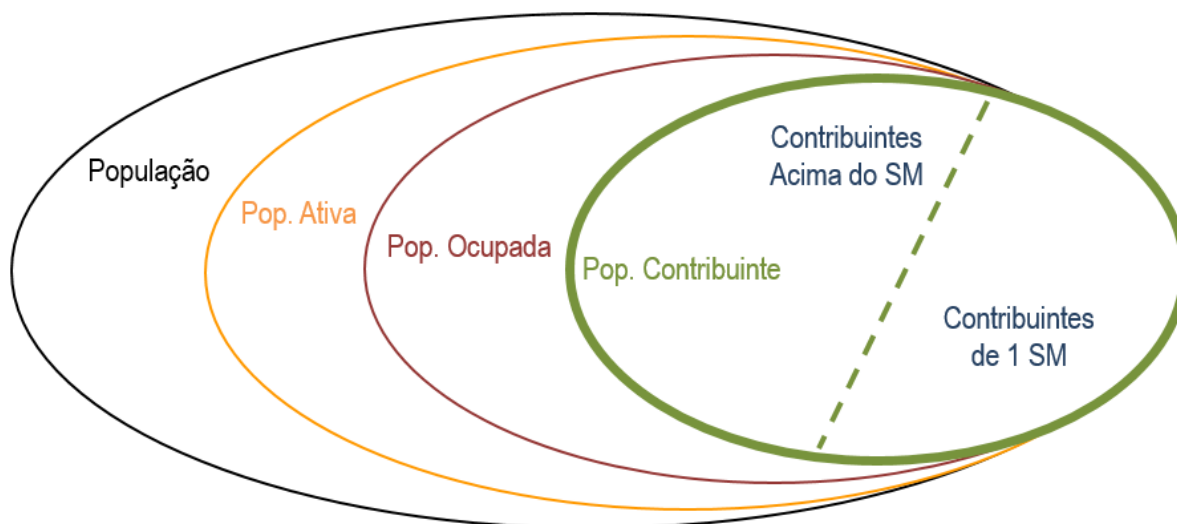 População
Pop. Ativa
Pop. Ocupada
Pop. Contribuinte
Contribuintes
Acima do SM
Contribuintes
de 1 SM